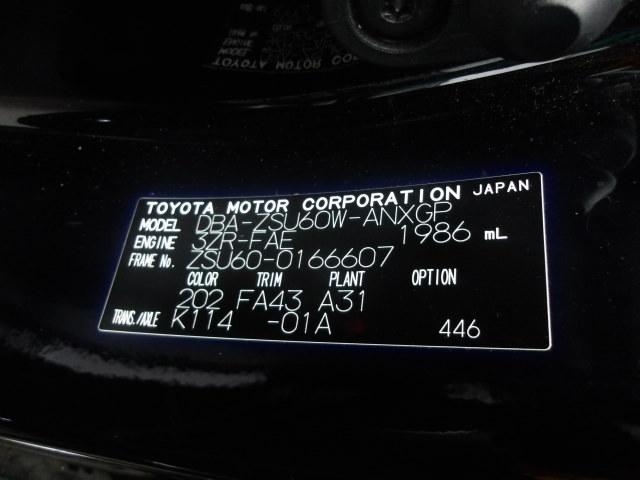 TOYOTA MOTOR CORPORATION JAPAN
MODEL DBA-ZSU60W-ANXGP
ENGINE 3ZR-FAE 1986 mL
FRAME No. ZSU60-0166607
COLOR TRIM PLANT OPTION
202 FA43 A31
TRANS./AXLE K114 -01A 446